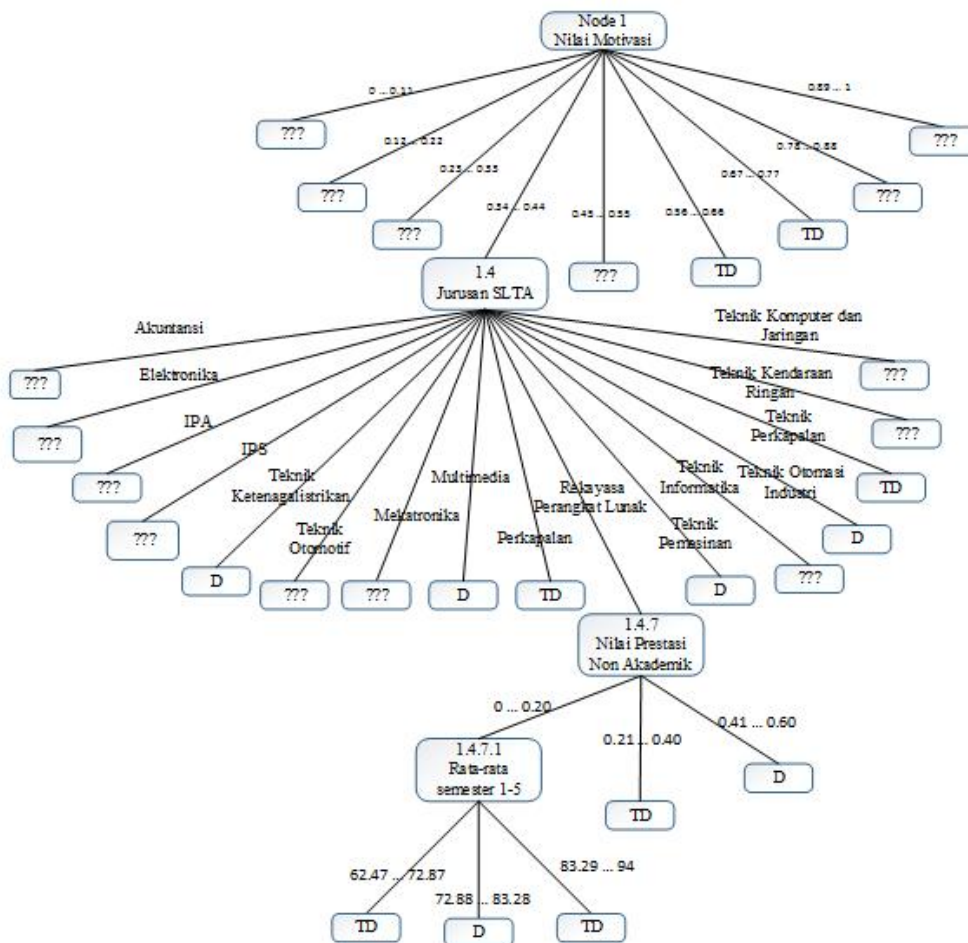 Node 1
Nilai Motivasi
0 ... 0.11
0.89 ... 1
???
???
0.12 ... 0.22
0.78 ... 0.88
0.23 ... 0.33
0.67 ... 0.77
???
???
0.34 ... 0.44
0.45 ... 0.55
0.56 ... 0.66
???
TD
1.4
Jurusan SLTA
???
TD
Akuntansi
Teknik Komputer dan
Jaringan
???
???
Elektronika
Teknik Kendaraan
Ringan
IPA
Teknik
Perkapalan
???
???
IPS
???
TD
Teknik
Ketenagalistrikan
Multimedia
Rekayasa
Perangkat Lunak
Teknik
Informatika
Teknik Otomasi
Industri
???
Teknik
Otomotif
Mekatronika
Perkapalan
Teknik
Pemesinan
D
D
???
???
D
TD
D
???
1.4.7
Nilai Prestasi
Non Akademik
0 ... 0.20
0.21 ... 0.40
0.41 ... 0.60
1.4.7.1
Rata-rata
semester 1-5
D
TD
62.47 ... 72.87
72.88 ... 83.28
83.29 ... 94
TD
D
TD